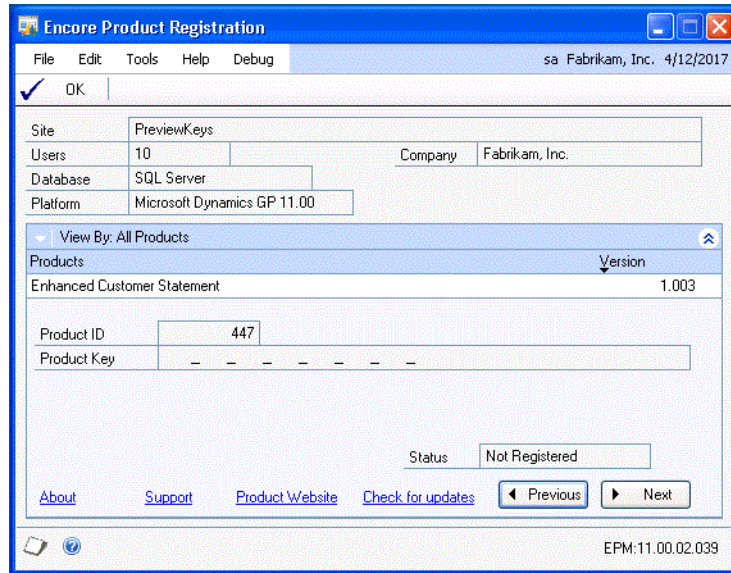 Encore Product Registration
File Edit Tools Help Debug sa Fabrikam, Inc. 4/12/2017
OK
Site PreviewKeys
Users 10 Company Fabrikam, Inc.
Database SQL Server
Platform Microsoft Dynamics GP 11.00
View By: All Products
Products Version
Enhanced Customer Statement 1.003
Product ID 447
Product Key _ _ _ _ _ _ _
Status Not Registered
About Support Product Website Check for updates Previous Next
EPM:11.00.02.039